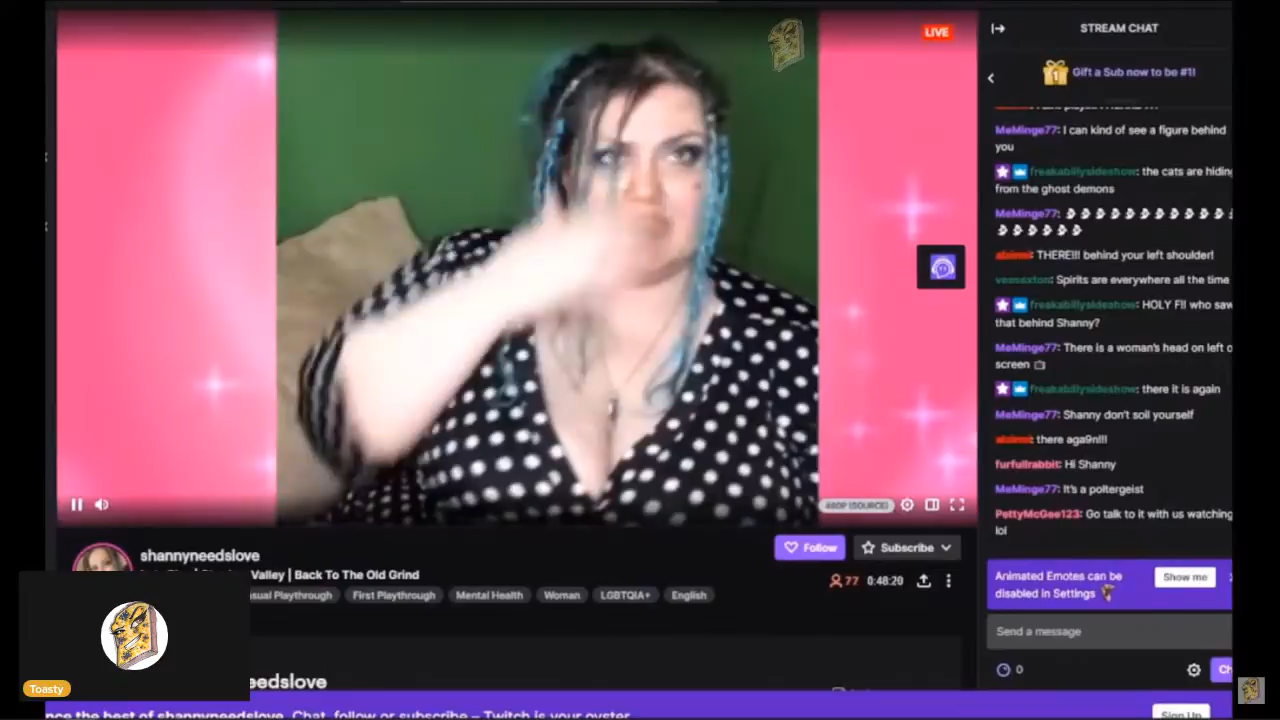 LIVE
STREAM CHAT
Gift a Sub now to be #1!
MeMinge77: I can kind of see a figure behind
you
freakabillysideshow: the cats are hiding
from the ghost demons
MeMinge77:
THERE!!! behind your left shoulder!
Spirits are everywhere all the time
freakabillysideshow: HOLY F!! who saw
that behind Shanny?
MeMinge77: There is a woman's head on left o
screen
freakabillysideshow: there it is again
MeMinge77: Shanny don't soil yourself
there aga9n!!!
furfullrabbit: Hi Shanny
MeMinge77: It's a poltergeist
PettyMcGee123: Go talk to it with us watching
lol
480P (SOURCE)
shannyneedslove
Follow
Subscribe
Valley | Back To The Old Grind
77
0:48:20
sual Playthrough
First Playthrough
Mental Health
Woman
LGBTQIA+
English
Animated Emotes can be
disabled in Settings
Show me
Send a message
0
Ch
Toasty
eedslove
nce the best of shannyneedslove. Chat, follow or subscribe – Twitch is your oyster
Sign Up